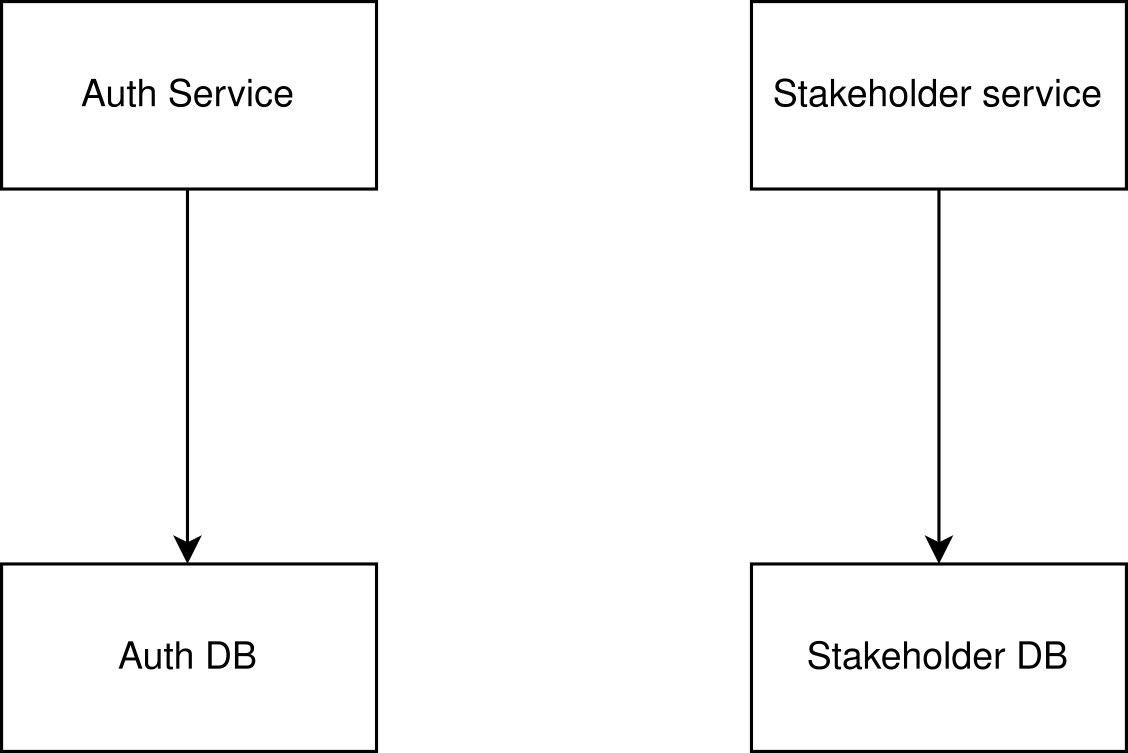 Auth Service
Stakeholder service
Auth DB
Stakeholder DB